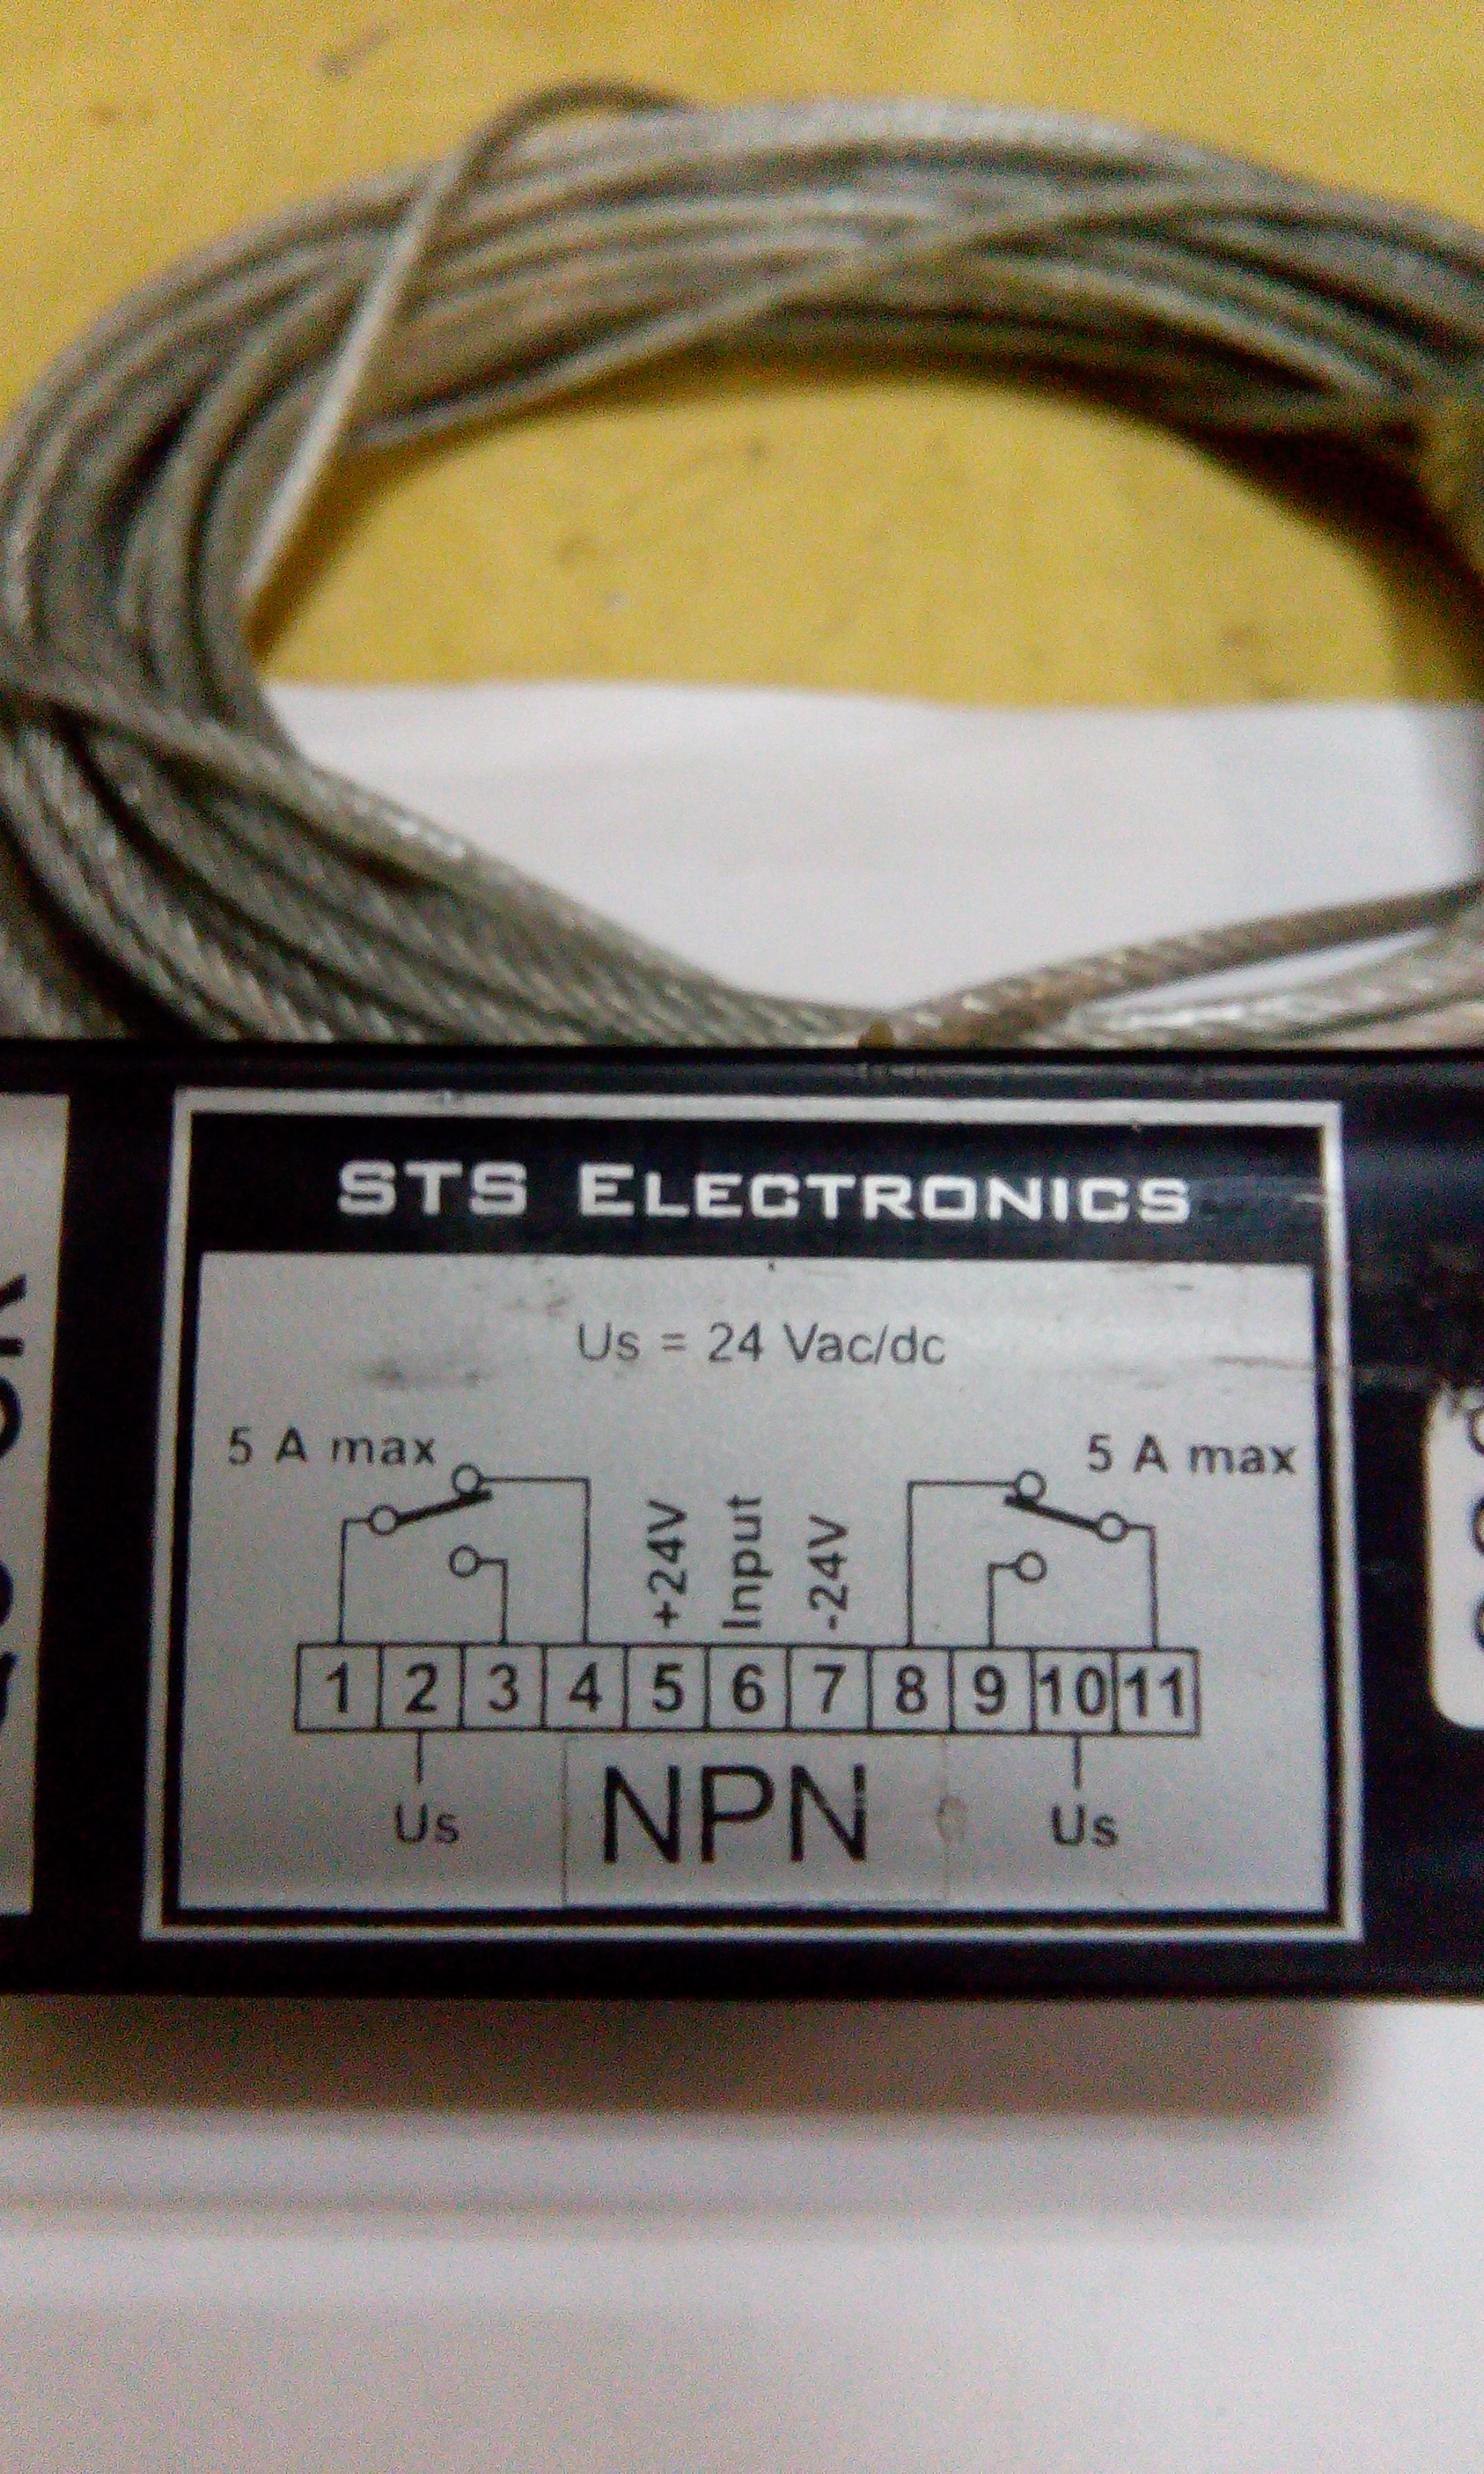 STS ELECTRONICS
Us = 24 Vac/dc
5 A max
5 A max
+24V
Input
-24V
1 2 3 4 5 6 7 8 9 10 11
Us
NPN
Us